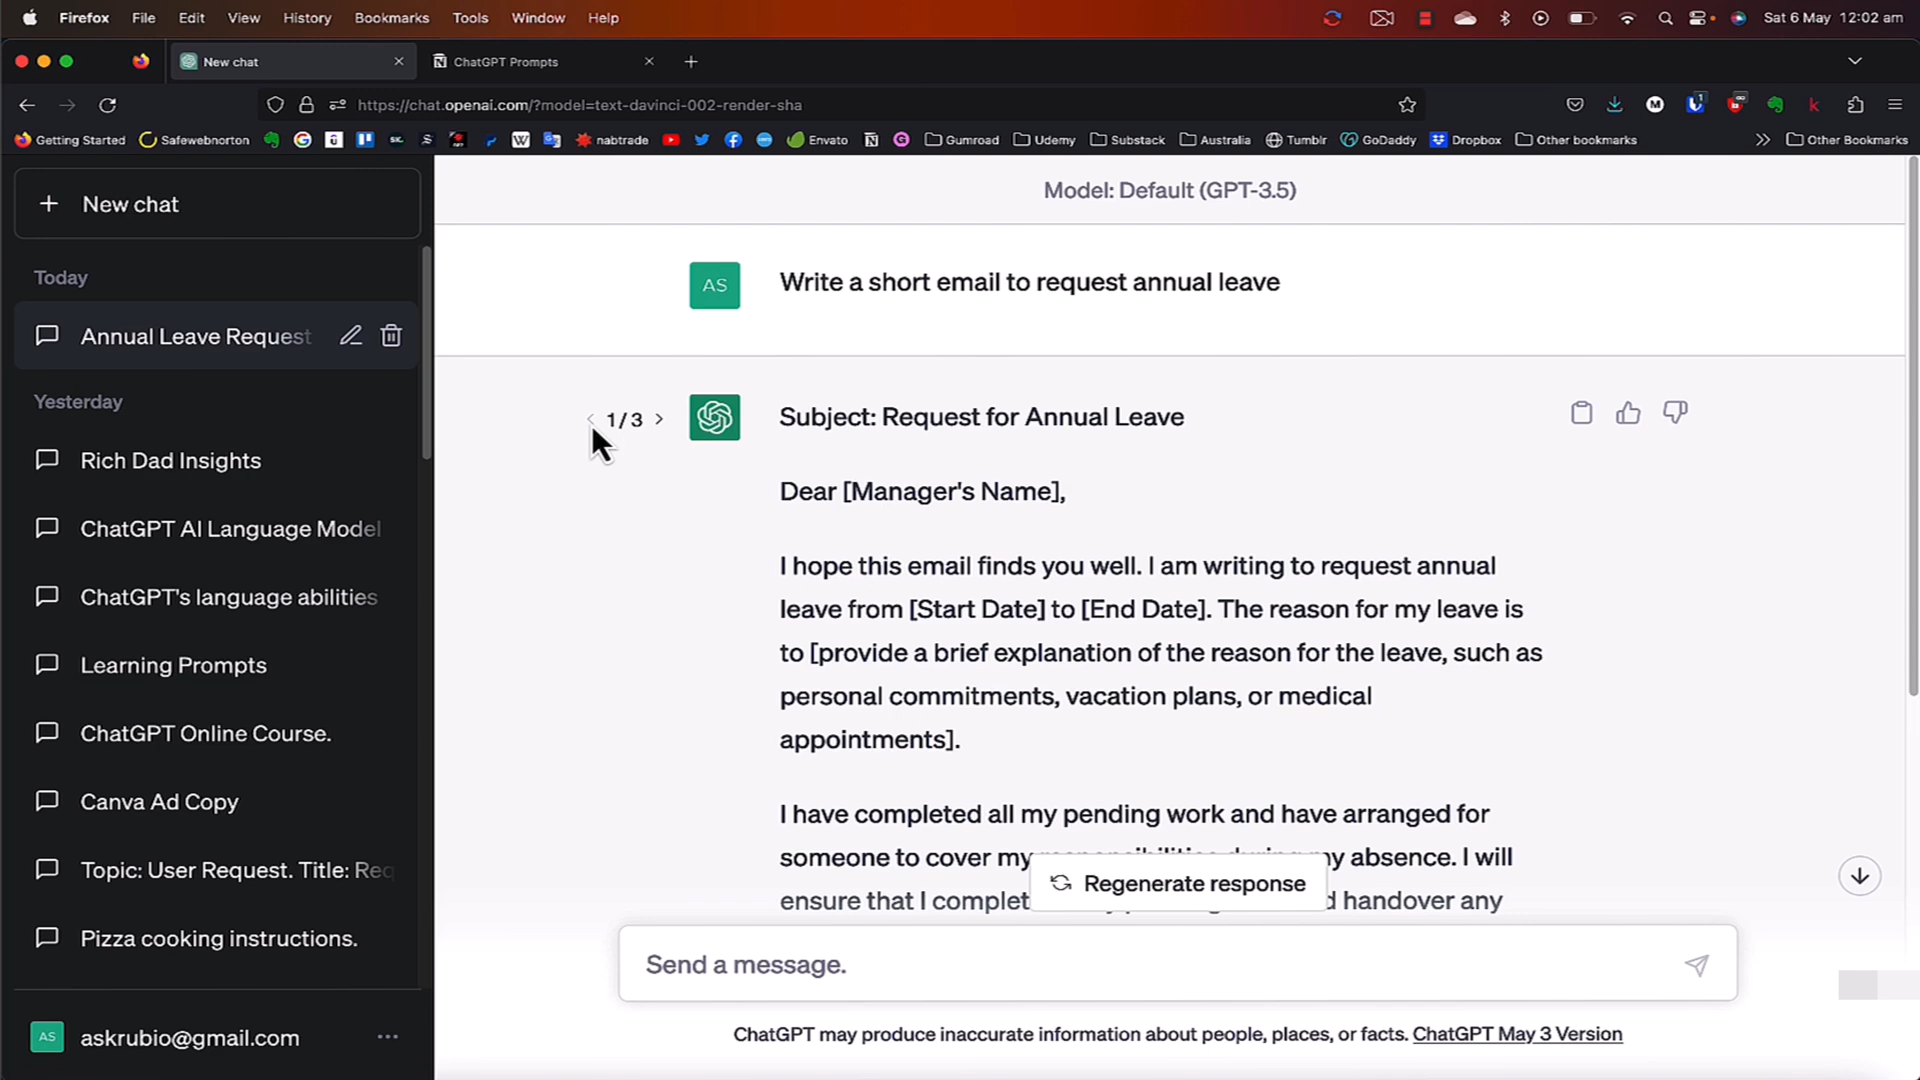 Firefox File Edit View History Bookmarks Tools Window Help Sat 6 May 12:02 am
New chat ChatGPT Prompts
https://chat.openai.com/?model=text-davinci-002-render-sha
Getting Started Safewebnorton nabtrade Envato Gumroad Udemy Substack Australia Tumblr GoDaddy Dropbox Other bookmarks Other Bookmarks
New chat
Today
Annual Leave Request
Yesterday
Rich Dad Insights
ChatGPT AI Language Model
ChatGPT's language abilities
Learning Prompts
ChatGPT Online Course.
Canva Ad Copy
Topic: User Request. Title: Req
Pizza cooking instructions.
AS askrubio@gmail.com
Model: Default (GPT-3.5)
AS Write a short email to request annual leave
1/3 Subject: Request for Annual Leave
Dear [Manager's Name],
I hope this email finds you well. I am writing to request annual
leave from [Start Date] to [End Date]. The reason for my leave is
to [provide a brief explanation of the reason for the leave, such as
personal commitments, vacation plans, or medical
appointments].
I have completed all my pending work and have arranged for
someone to cover my my absence. I will
ensure that I complet handover any
Regenerate response
Send a message.
ChatGPT may produce inaccurate information about people, places, or facts. ChatGPT May 3 Version